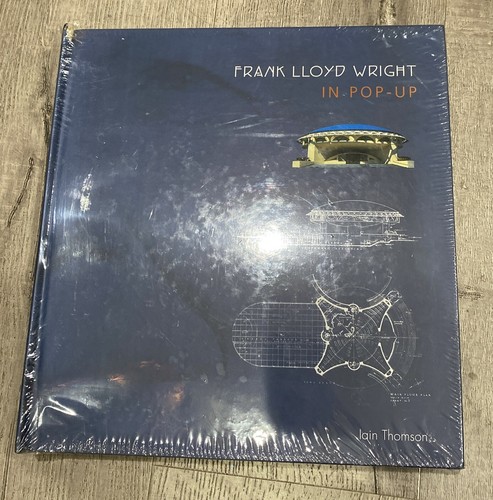 FRANK LLOYD WRIGHT
IN POP-UP
Iain Thomson